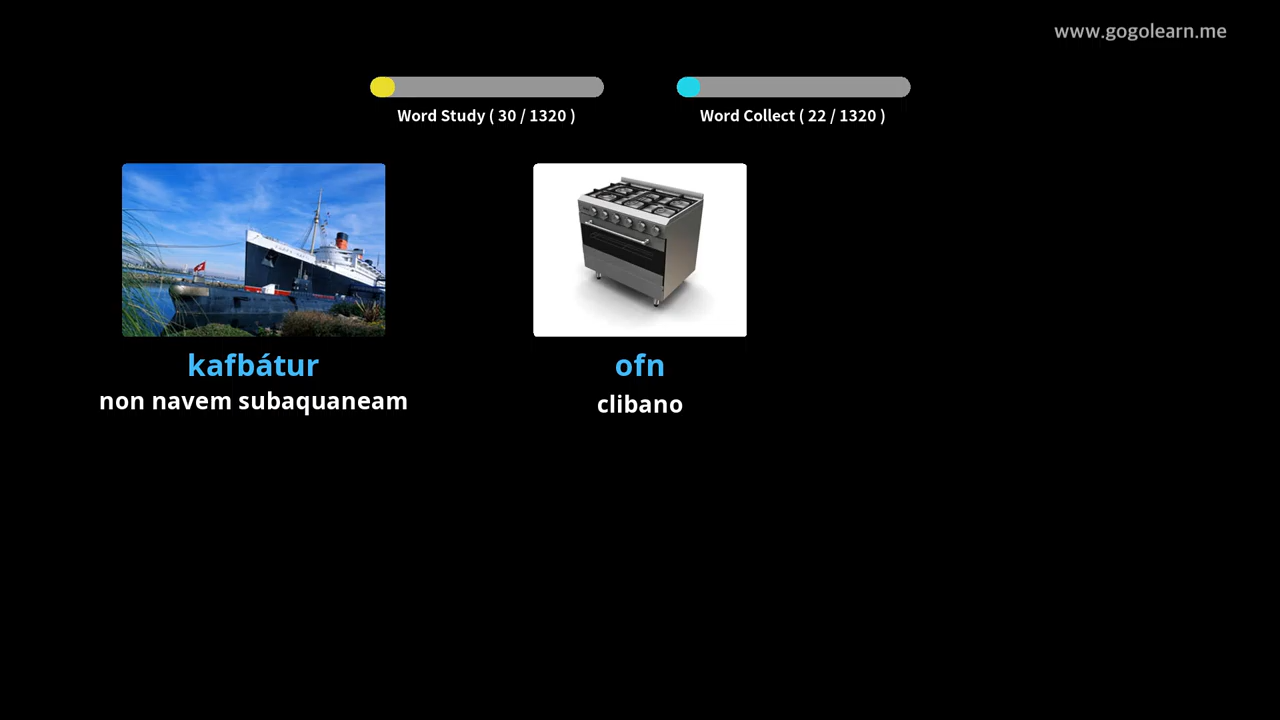 www.gogolearn.me
Word Study ( 30 / 1320 )
Word Collect ( 22 / 1320 )
kafbátur
non navem subaquaneam
ofn
clibano